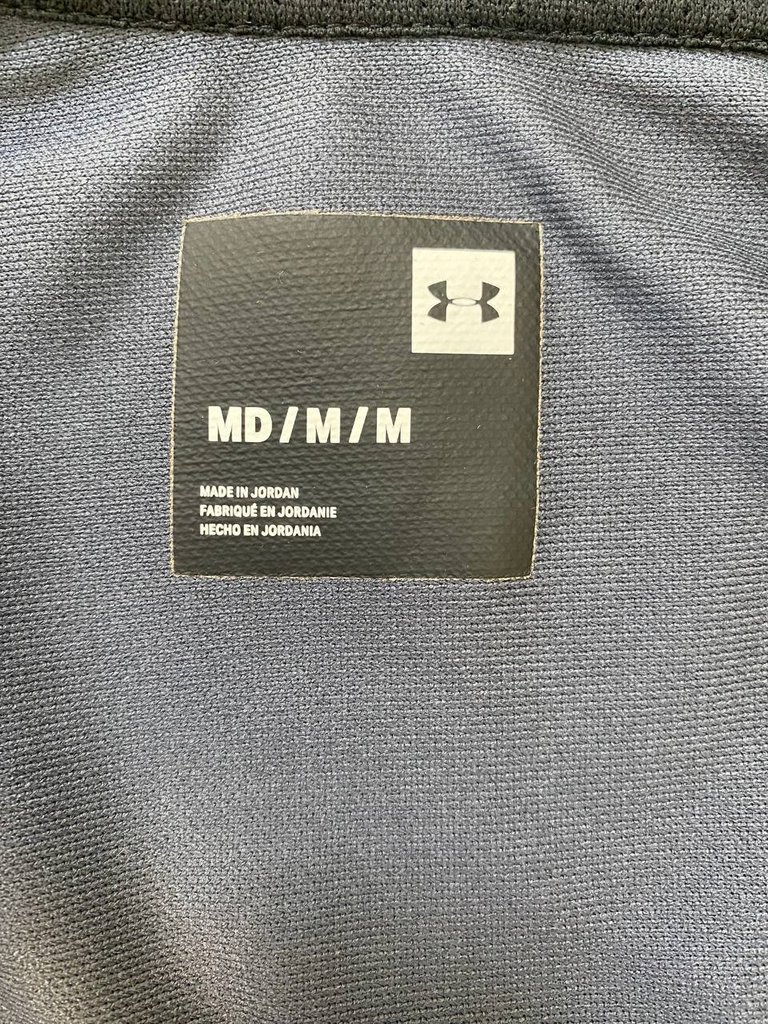 MD / M / M
MADE IN JORDAN
FABRIQUÉ EN JORDANIE
HECHO EN JORDANIA